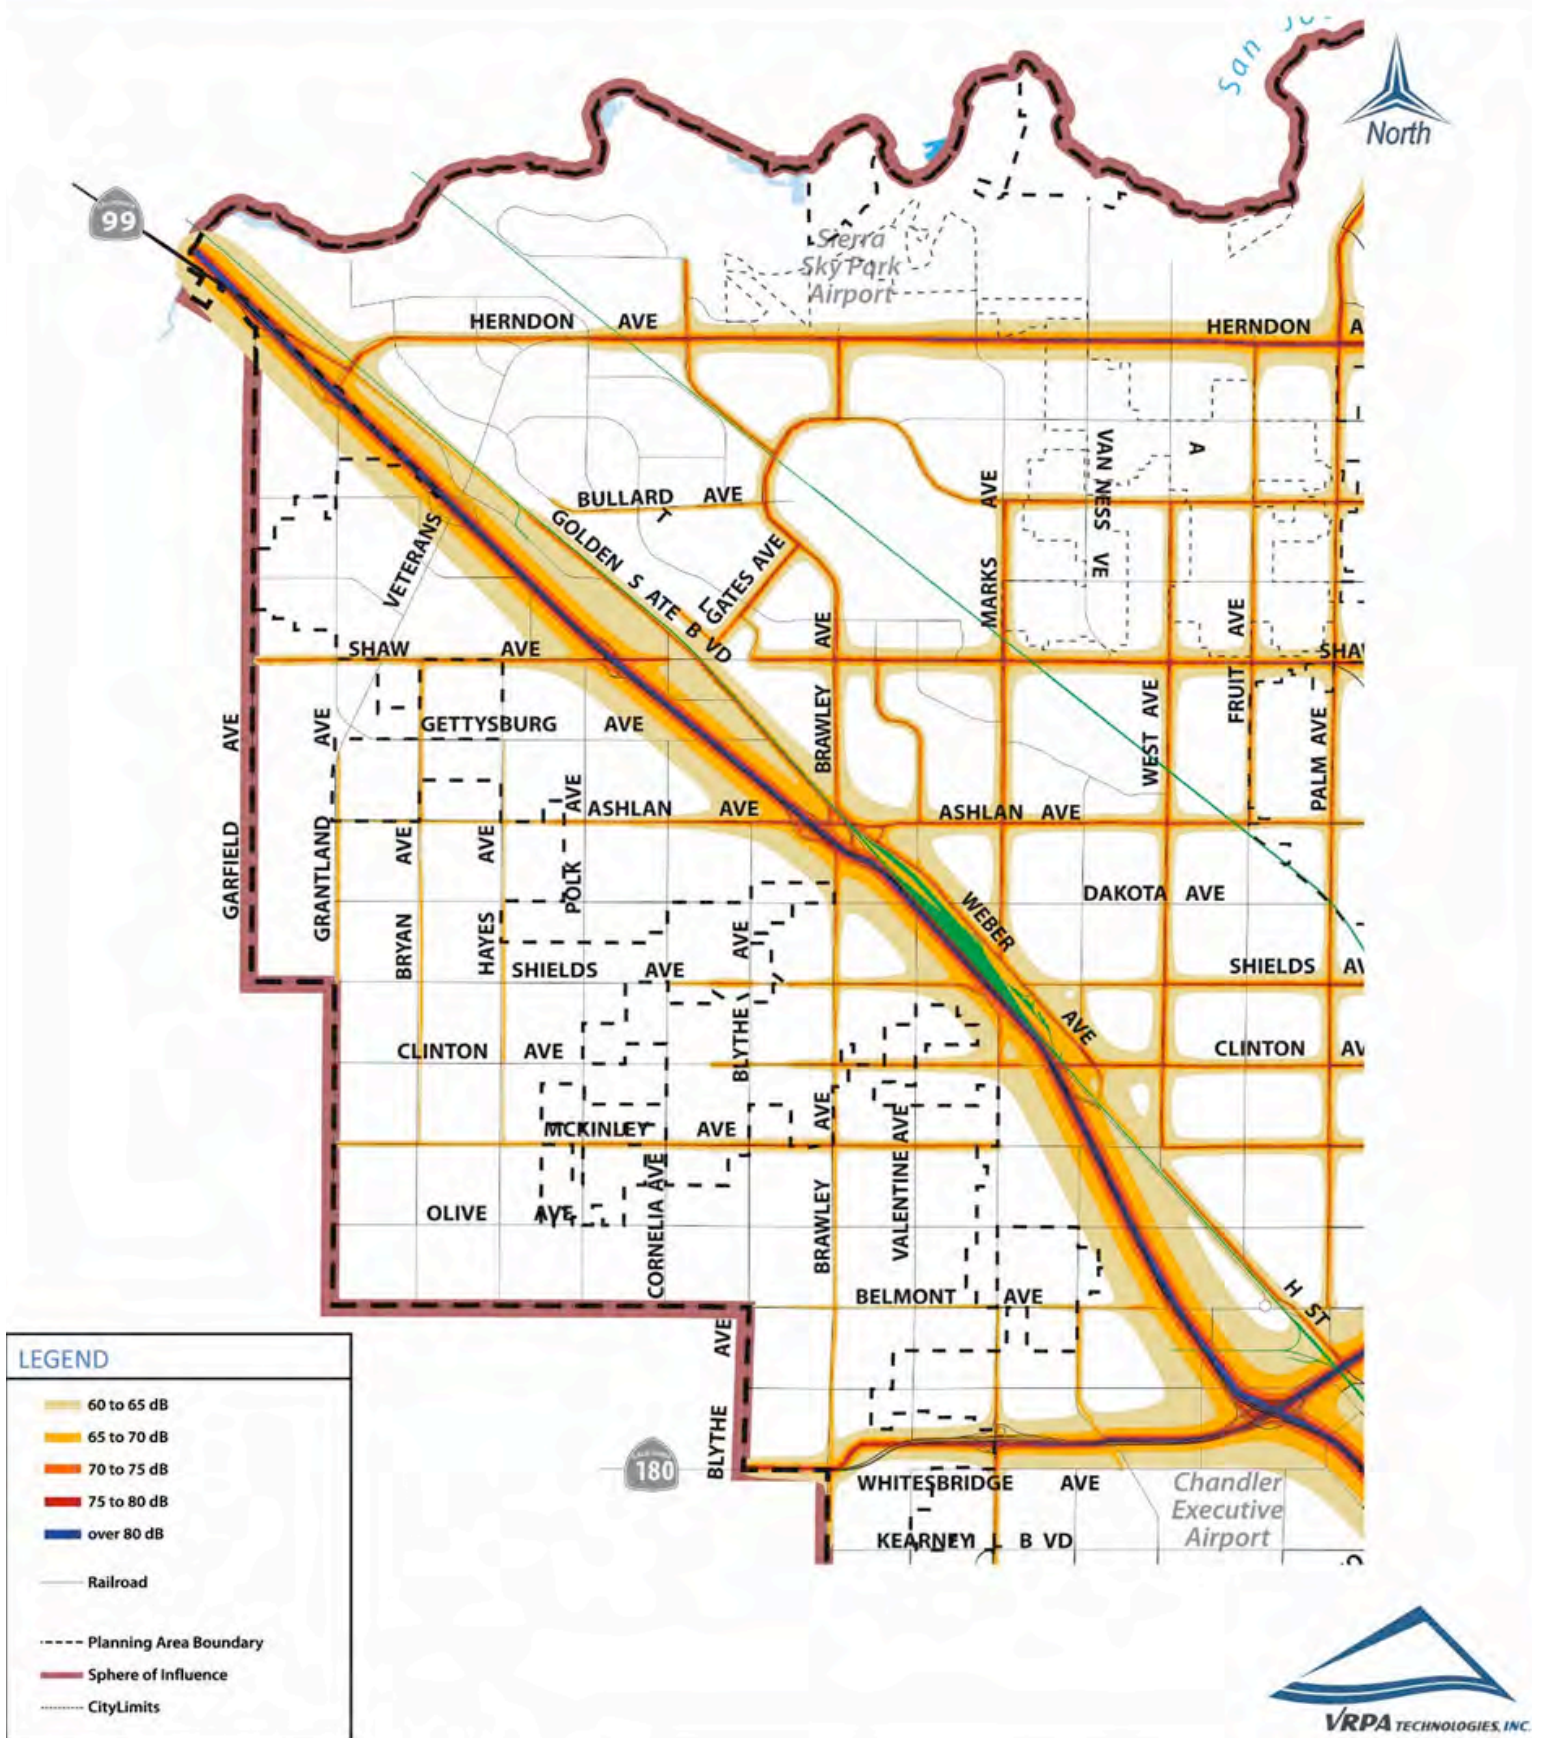 San
North
99
Sierra
Sky Park
Airport
HERNDON AVE
HERNDON A
BULLARD AVE
T
GOLDEN S ATE B VD
L
GATES AVE
VETERANS
MARKS AVE
VAN NESS VE
A
SHAW AVE
BRAWLEY AVE
FRUIT AVE
SHAW
GETTYSBURG AVE
WEST AVE
PALM AVE
GARFIELD AVE
GRANTLAND AVE
BRYAN AVE
HAYES AVE
POLK AVE
ASHLAN AVE
ASHLAN AVE
DAKOTA AVE
WEBER AVE
SHIELDS AVE
SHIELDS AV
BLYTHE AVE
CLINTON AVE
CLINTON AV
MCKINLEY AVE
BRAWLEY AVE
VALENTINE AVE
CORNELIA AVE
OLIVE AVE
BELMONT AVE
H ST
BLYTHE AVE
180
WHITESBRIDGE AVE
KEARNEY L B VD
Chandler
Executive
Airport
LEGEND
60 to 65 dB
65 to 70 dB
70 to 75 dB
75 to 80 dB
over 80 dB
Railroad
Planning Area Boundary
Sphere of Influence
CityLimits
VRPA TECHNOLOGIES, INC.